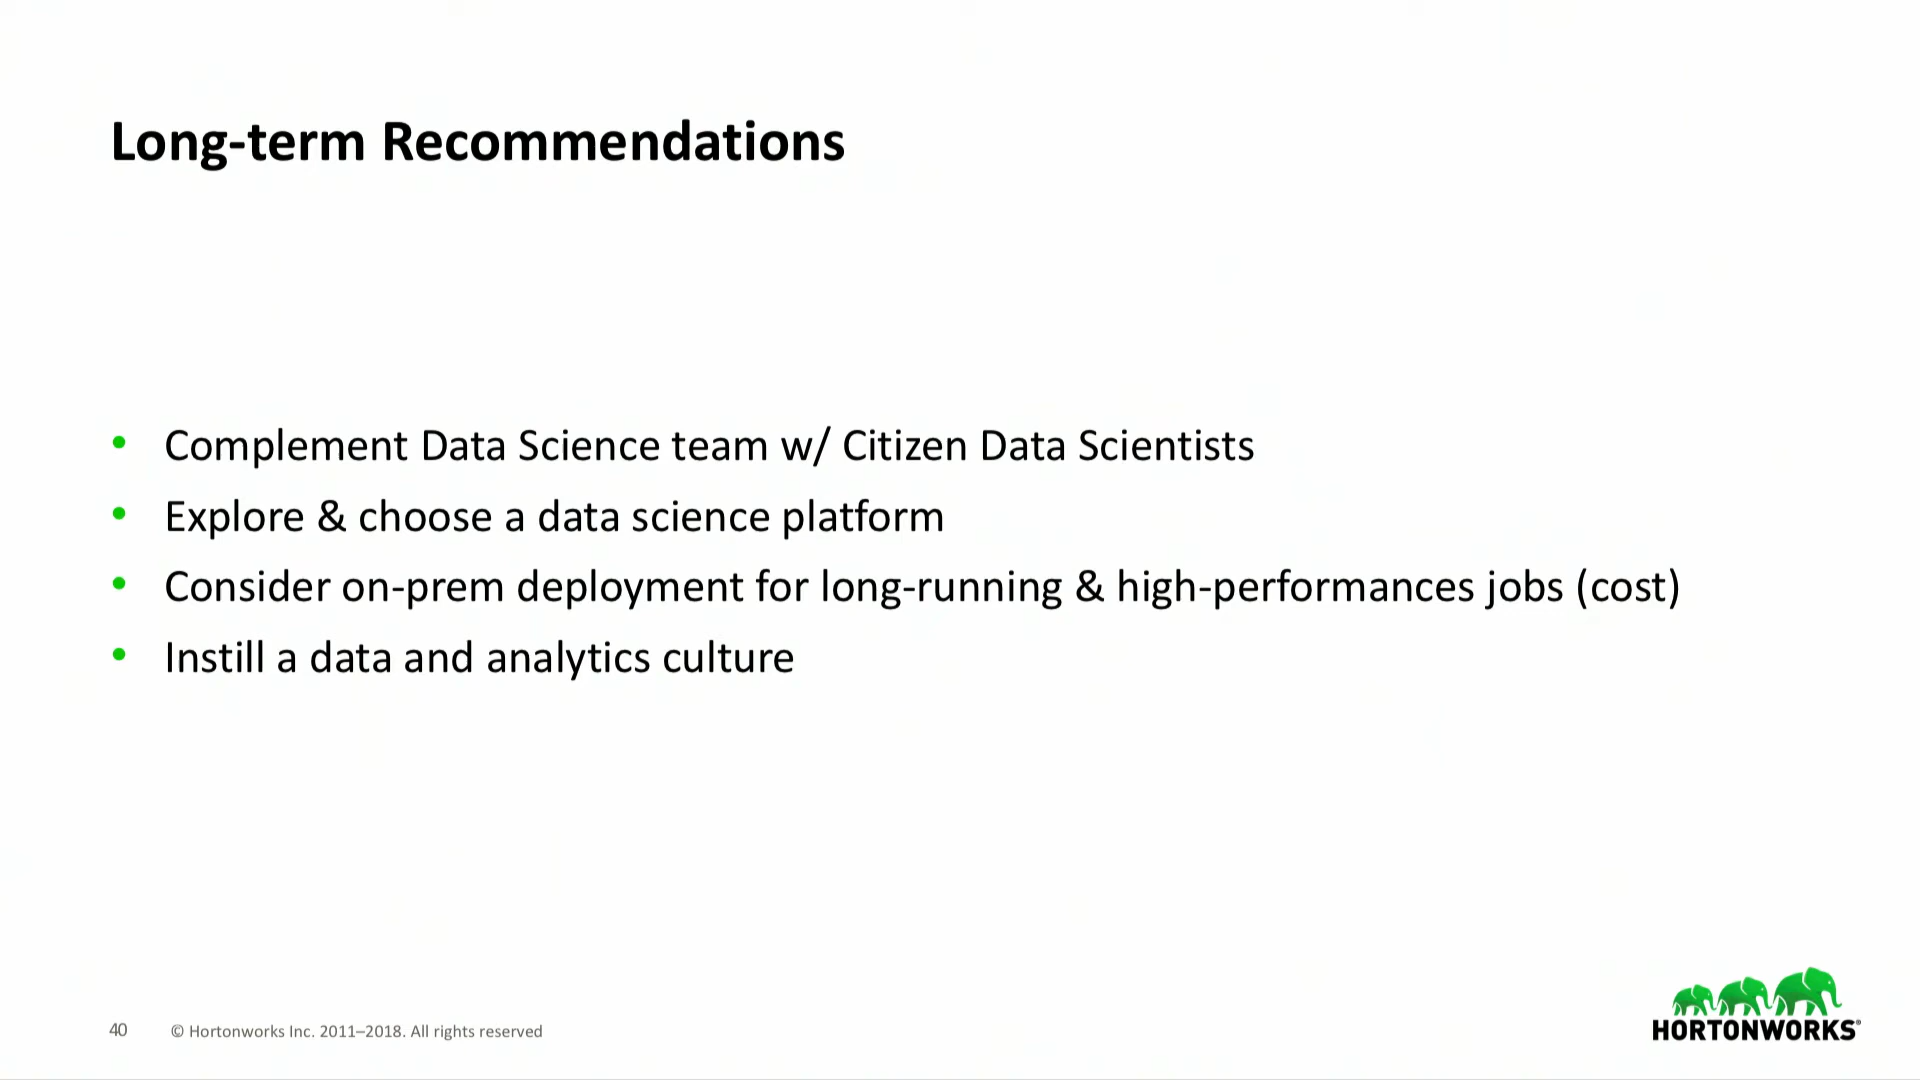 Long-term Recommendations
• Complement Data Science team w/ Citizen Data Scientists
• Explore & choose a data science platform
• Consider on-prem deployment for long-running & high-performances jobs (cost)
• Instill a data and analytics culture
40 © Hortonworks Inc. 2011–2018. All rights reserved
HORTONWORKS®